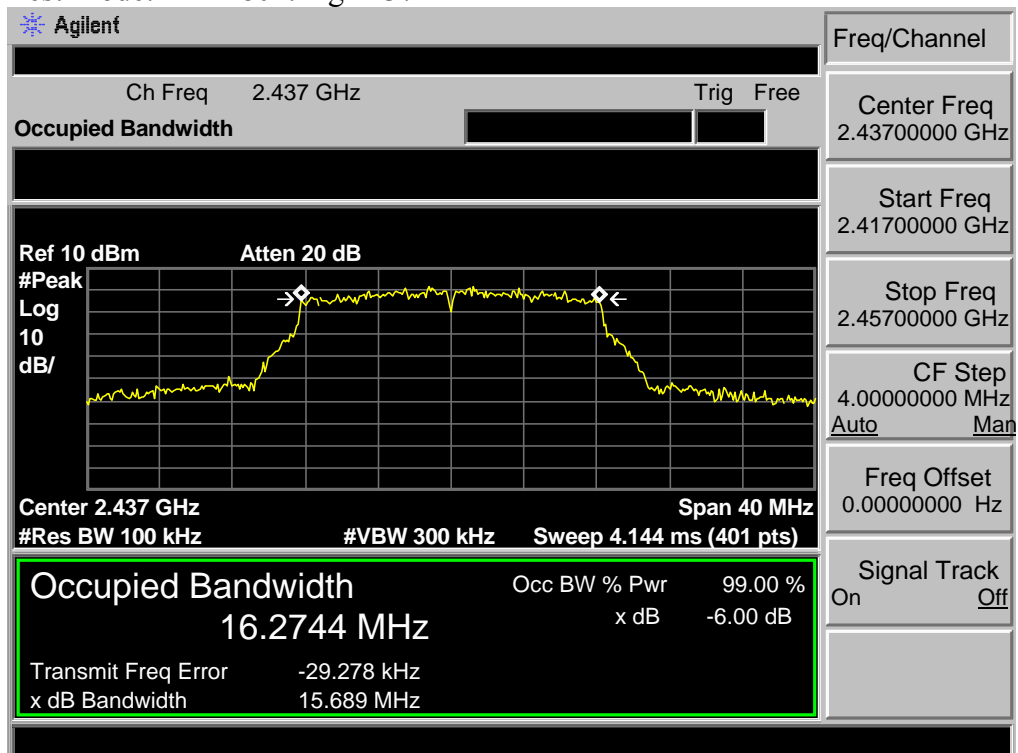 Agilent
Freq/Channel
Ch Freq 2.437 GHz Trig Free
Occupied Bandwidth
Center Freq
2.43700000 GHz
Start Freq
2.41700000 GHz
Ref 10 dBm Atten 20 dB
#Peak
Log
10
dB/
Stop Freq
2.45700000 GHz
CF Step
4.00000000 MHz
Auto Man
Freq Offset
0.00000000 Hz
Center 2.437 GHz Span 40 MHz
#Res BW 100 kHz #VBW 300 kHz Sweep 4.144 ms (401 pts)
Signal Track
On Off
Occupied Bandwidth Occ BW % Pwr 99.00 %
16.2744 MHz x dB -6.00 dB
Transmit Freq Error -29.278 kHz
x dB Bandwidth 15.689 MHz